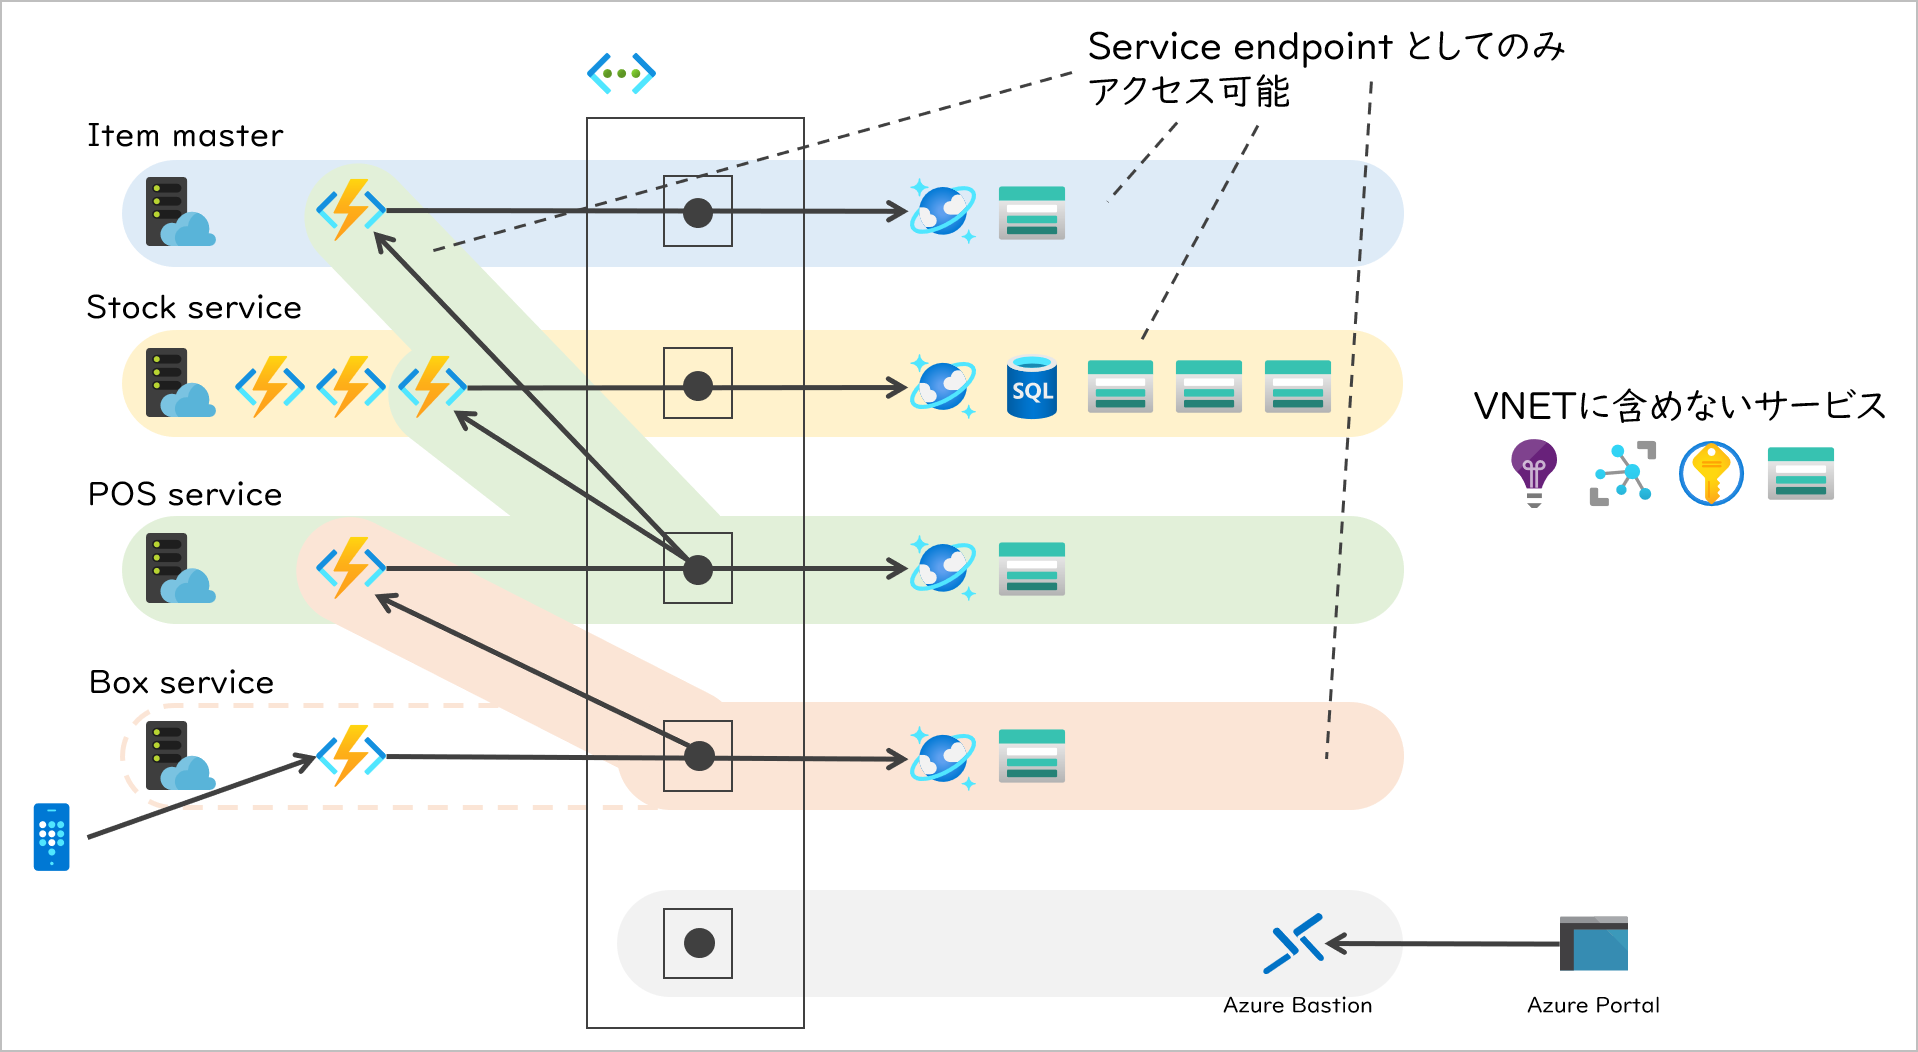 Service endpoint としてのみ
アクセス可能
Item master
Stock service
SQL
VNETに含めないサービス
POS service
Box service
Azure Bastion
Azure Portal